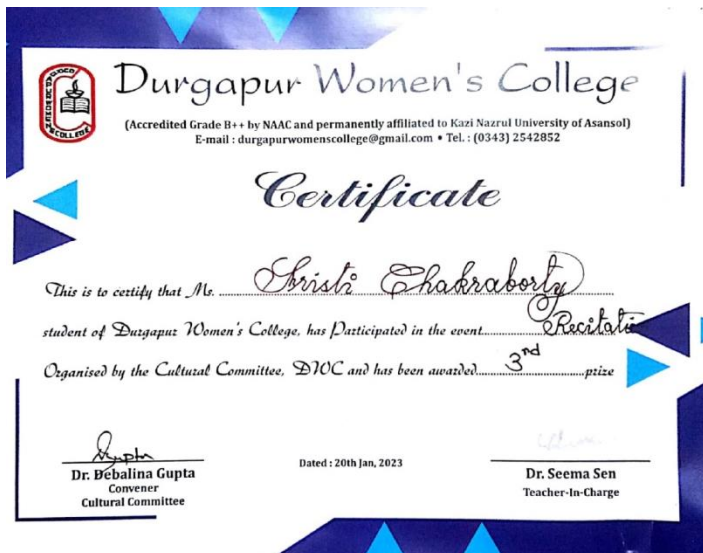 Durgapur Women's College
(Accredited Grade B++ by NAAC and permanently affiliated to Kazi Nazrul University of Asansol)
E-mail : durgapurwomenscollege@gmail.com • Tel. : (0343) 2542852
Certificate
This is to certify that Ms. Shristi Chakraborty
student of Durgapur Women's College, has Participated in the event Recitation
Organised by the Cultural Committee, DWC and has been awarded 3rd prize
Dr. Debalina Gupta
Convener
Cultural Committee
Dated : 20th Jan, 2023
Dr. Seema Sen
Teacher-In-Charge